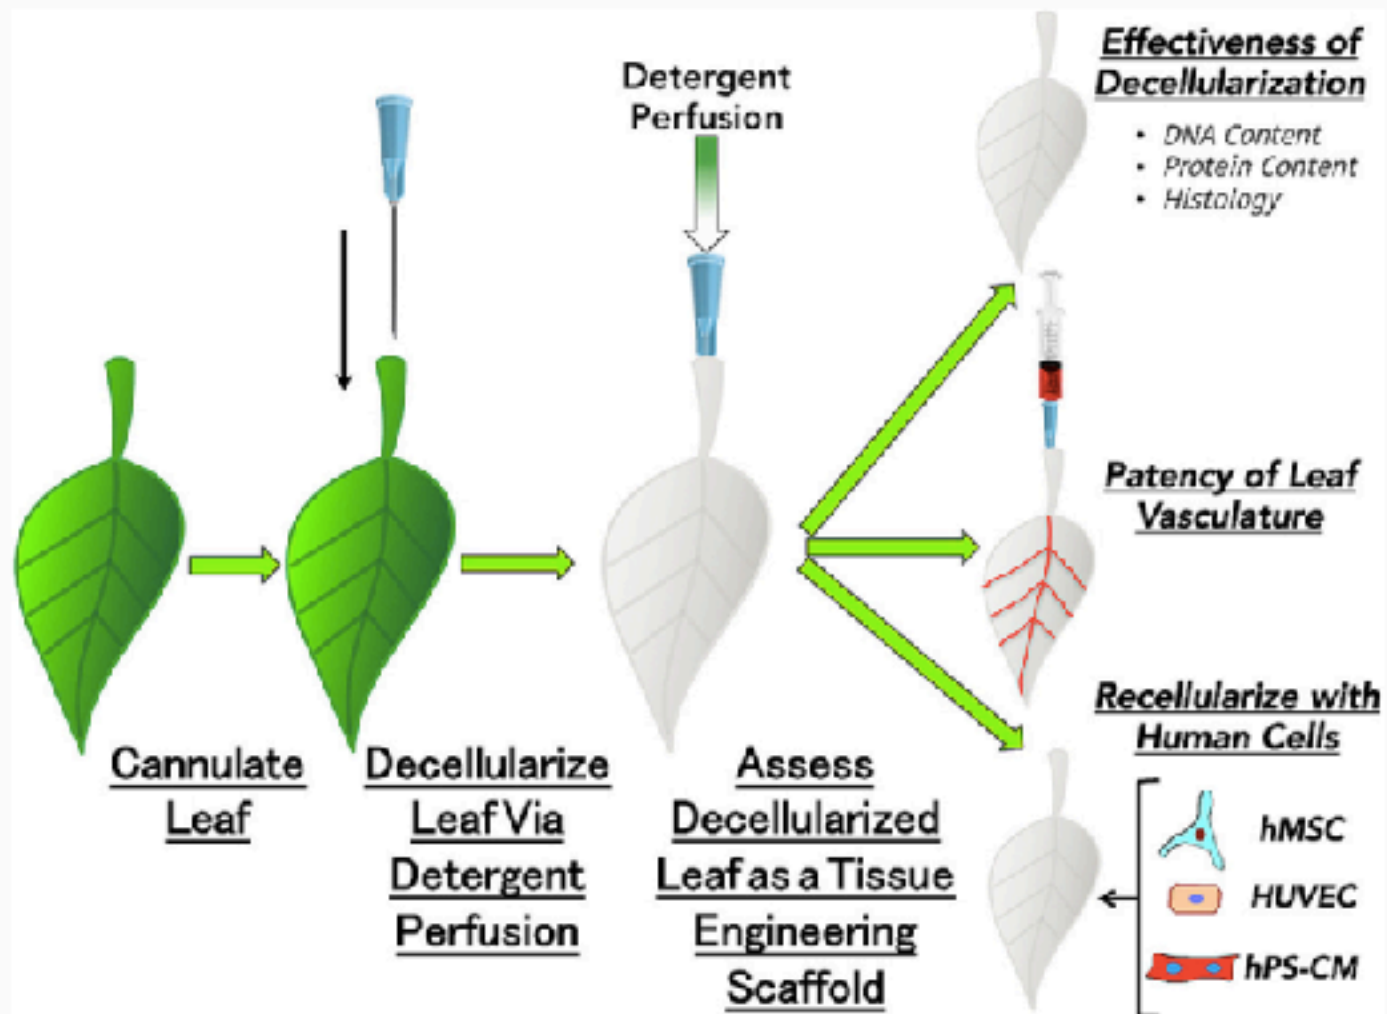 Detergent
Perfusion
Effectiveness of
Decellularization
• DNA Content
• Protein Content
• Histology
Patency of Leaf
Vasculature
Recellularize with
Human Cells
hMSC
HUVEC
hPS-CM
Cannulate
Leaf
Decellularize
Leaf Via
Detergent
Perfusion
Assess
Decellularized
Leaf as a Tissue
Engineering
Scaffold